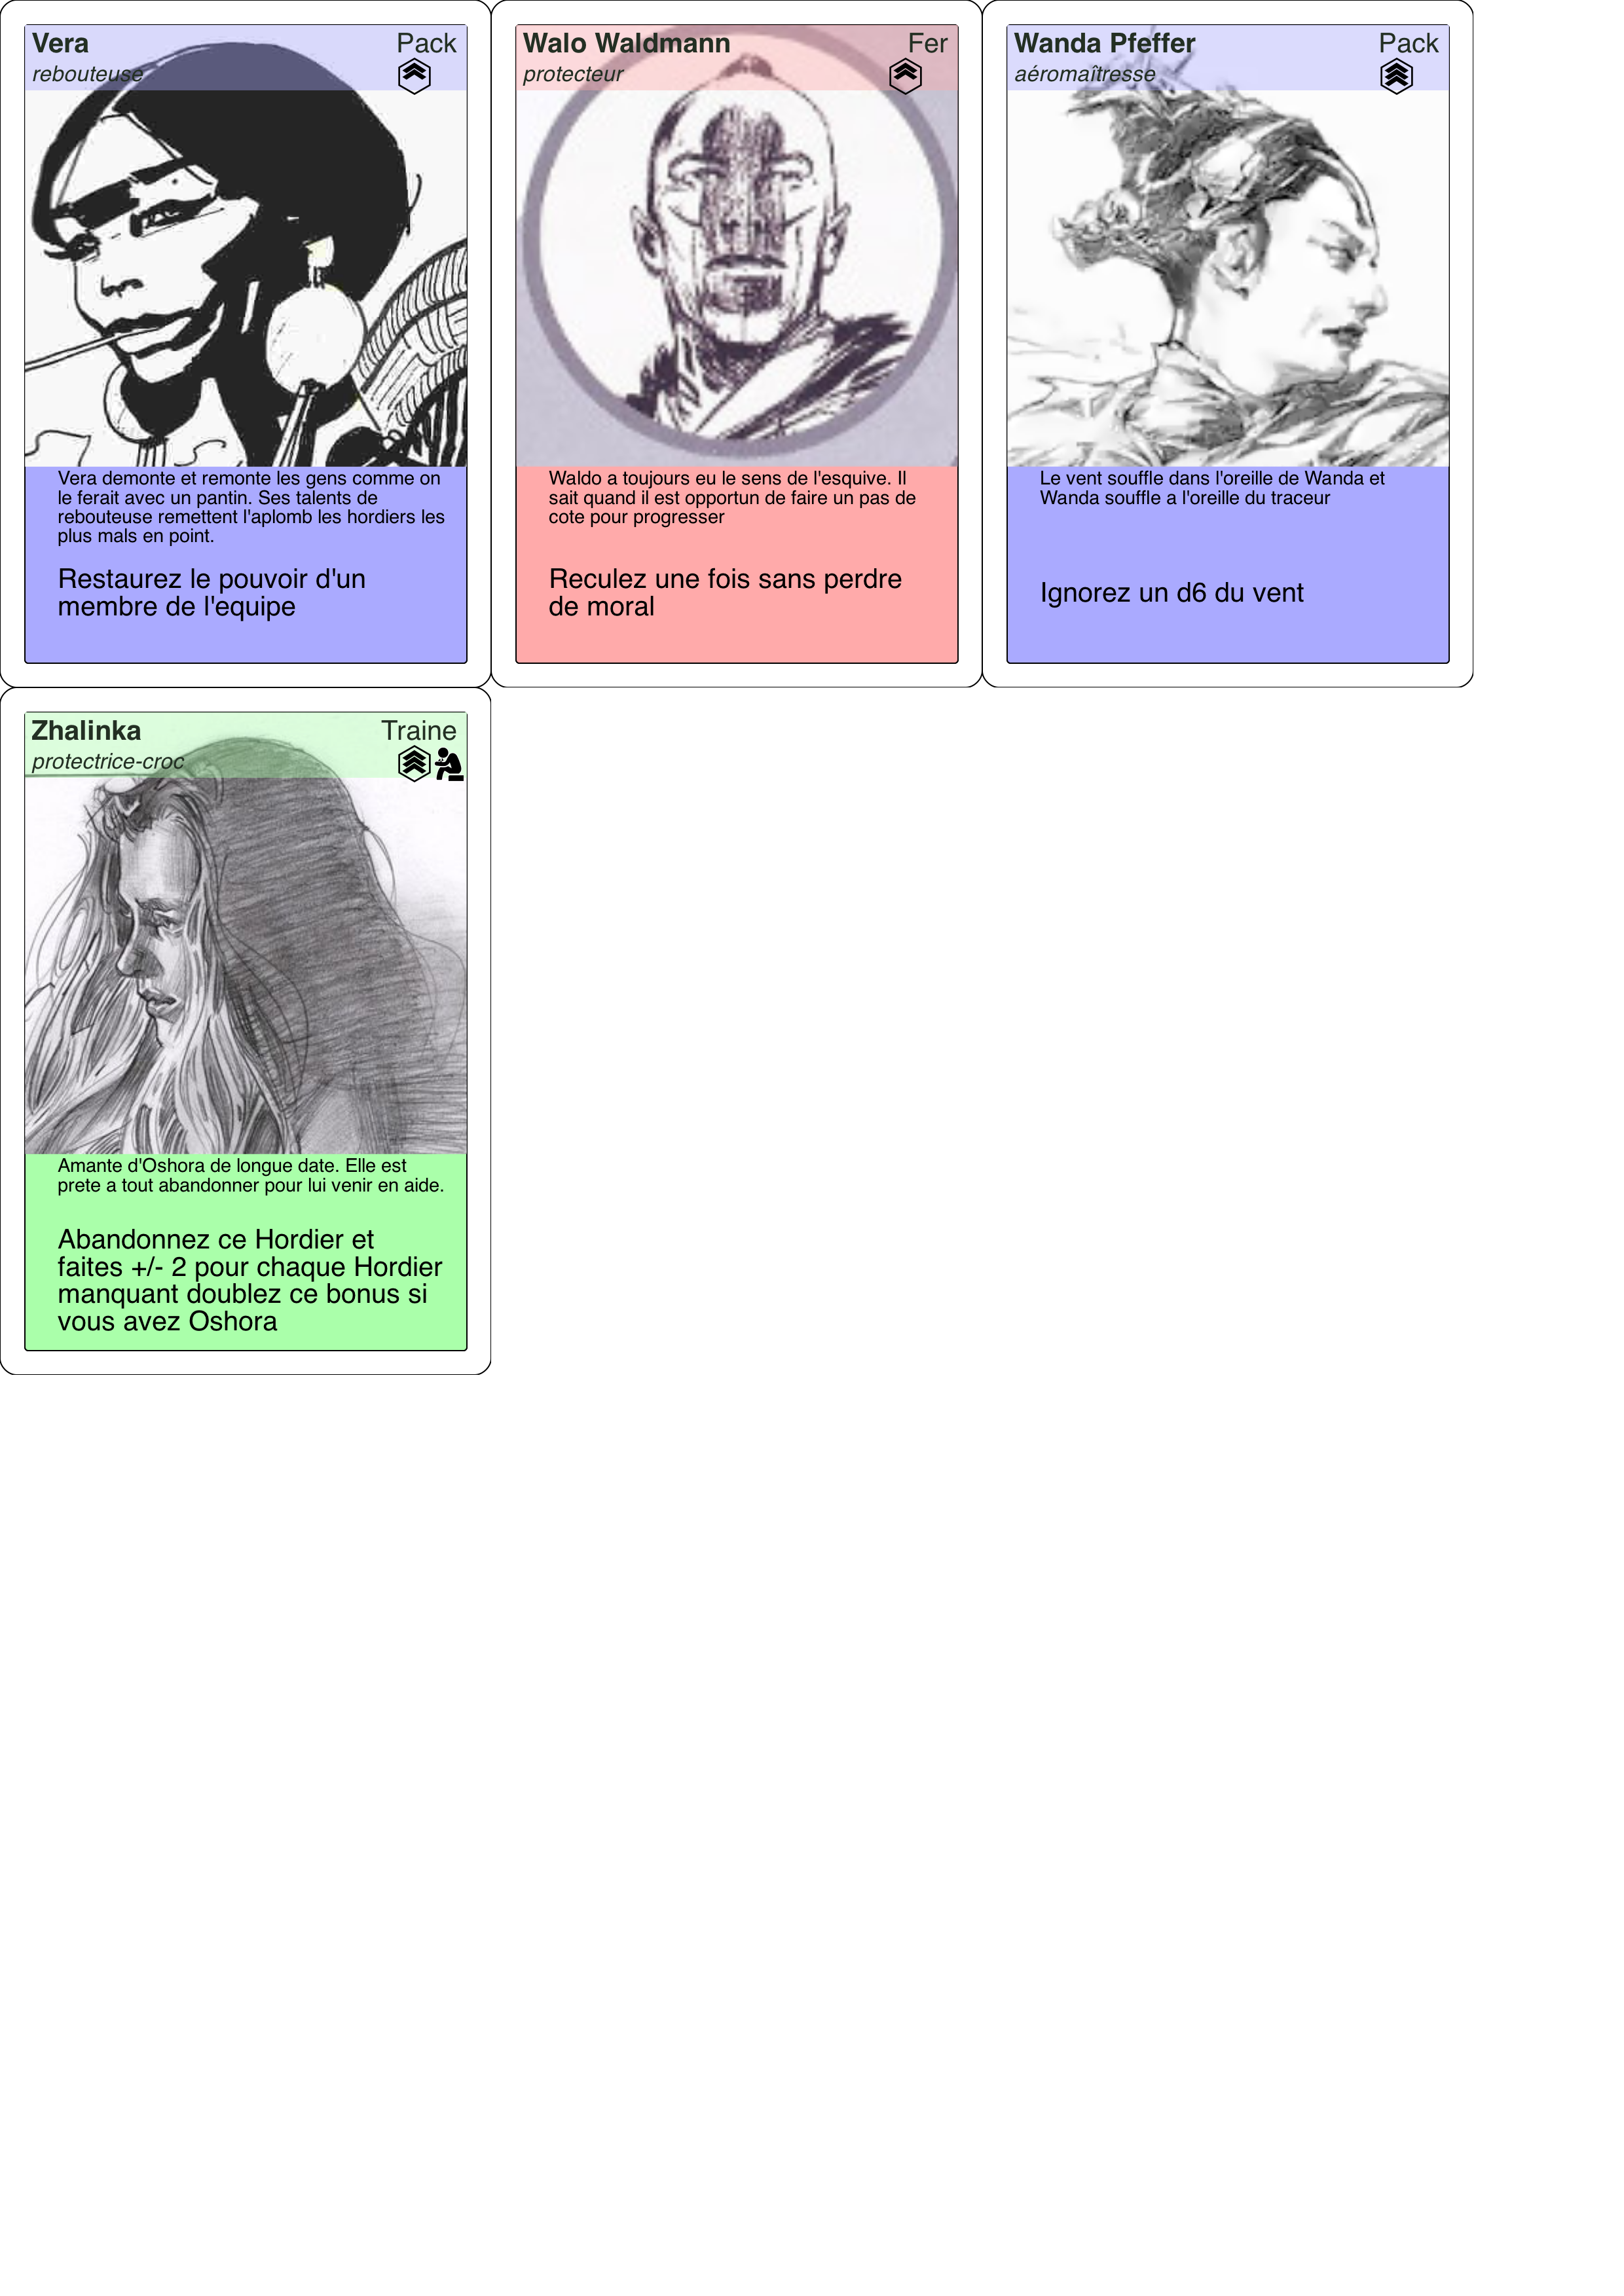 Vera
Pack
rebouteuse
Vera demonte et remonte les gens comme on
le ferait avec un pantin. Ses talents de
rebouteuse remettent l'aplomb les hordiers les
plus mals en point.
Restaurez le pouvoir d'un
membre de l'equipe
Walo Waldmann
Fer
protecteur
Waldo a toujours eu le sens de l'esquive. Il
sait quand il est opportun de faire un pas de
cote pour progresser
Reculez une fois sans perdre
de moral
Wanda Pfeffer
Pack
aéromaîtresse
Le vent souffle dans l'oreille de Wanda et
Wanda souffle a l'oreille du traceur
Ignorez un d6 du vent
Zhalinka
Traine
protectrice-croc
Amante d'Oshora de longue date. Elle est
prete a tout abandonner pour lui venir en aide.
Abandonnez ce Hordier et
faites +/- 2 pour chaque Hordier
manquant doublez ce bonus si
vous avez Oshora